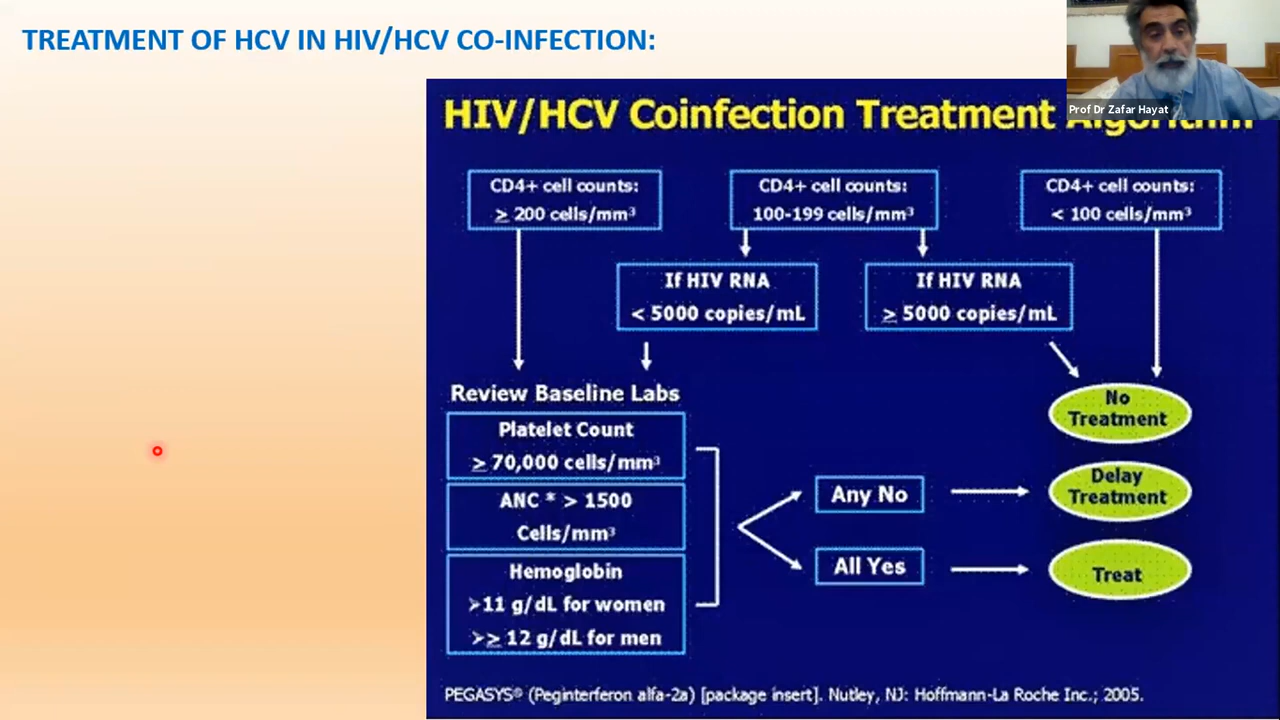 TREATMENT OF HCV IN HIV/HCV CO-INFECTION:
Prof Dr Zafar Hayat
HIV/HCV Coinfection Treatment
CD4+ cell counts:
≥ 200 cells/mm³
CD4+ cell counts:
100-199 cells/mm³
CD4+ cell counts:
< 100 cells/mm³
If HIV RNA
< 5000 copies/mL
If HIV RNA
≥ 5000 copies/mL
Review Baseline Labs
Platelet Count
≥ 70,000 cells/mm³
ANC * > 1500
Cells/mm³
Hemoglobin
➢11 g/dL for women
➢≥ 12 g/dL for men
Any No
All Yes
No
Treatment
Delay
Treatment
Treat
PEGASYS® (Peginterferon alfa-2a) [package insert]. Nutley, NJ: Hoffmann-La Roche Inc.; 2005.